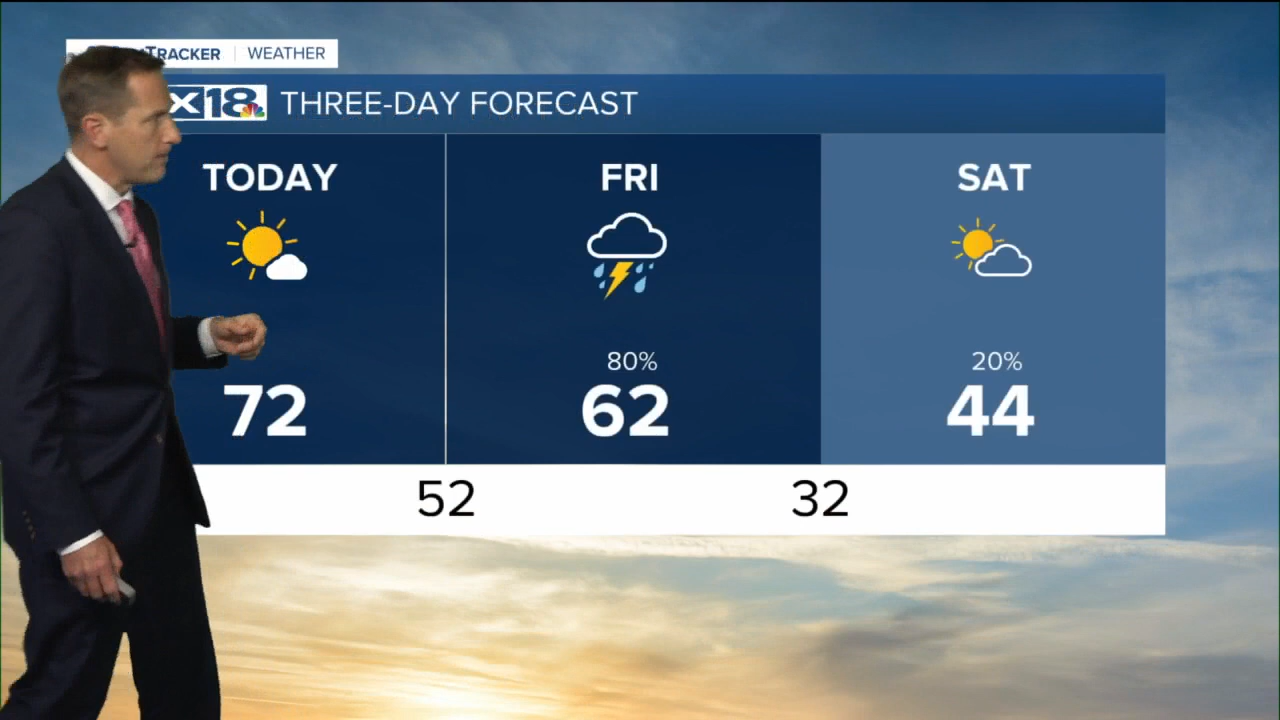 TRACKER | WEATHER
X18 THREE-DAY FORECAST
TODAY FRI SAT
80% 20%
72 62 44
52 32